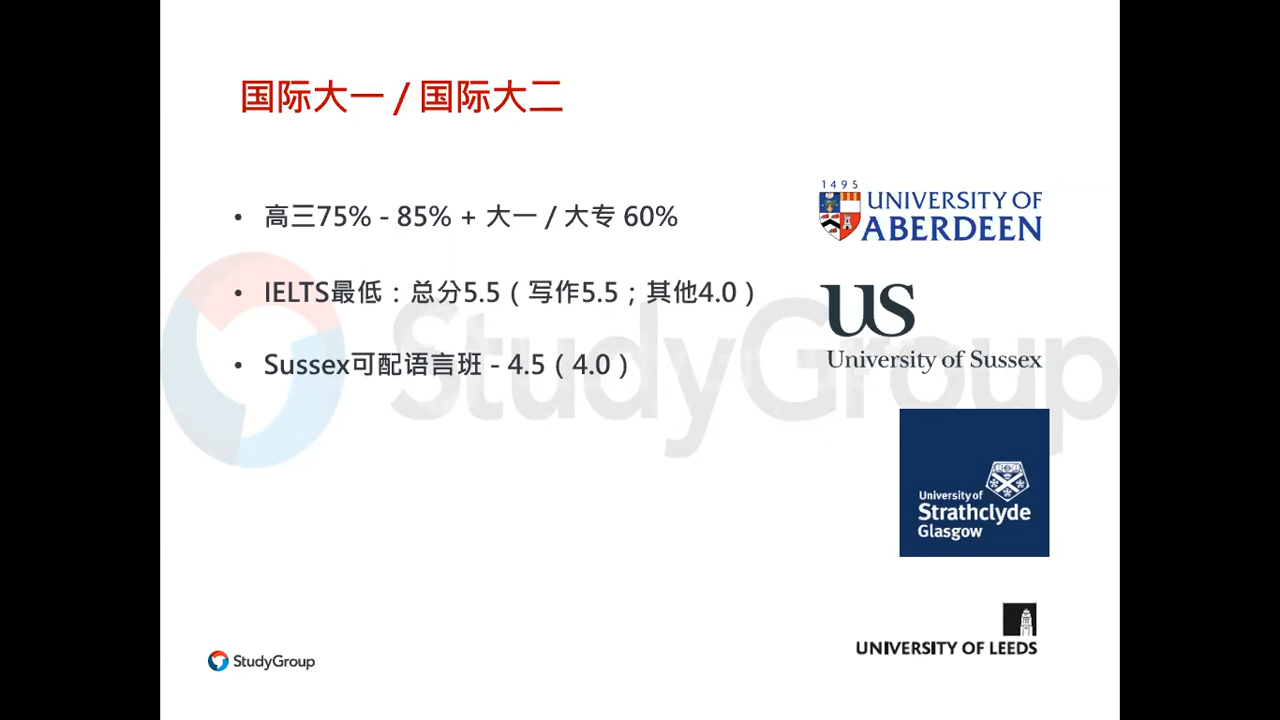 国际大一 / 国际大二
• 高三75% - 85% + 大一 / 大专 60%
• IELTS最低：总分5.5（写作5.5；其他4.0）
• Sussex可配语言班 - 4.5（4.0）
1495
UNIVERSITY OF
ABERDEEN
US
University of Sussex
StudyGroup
University of
Strathclyde
Glasgow
UNIVERSITY OF LEEDS
StudyGroup